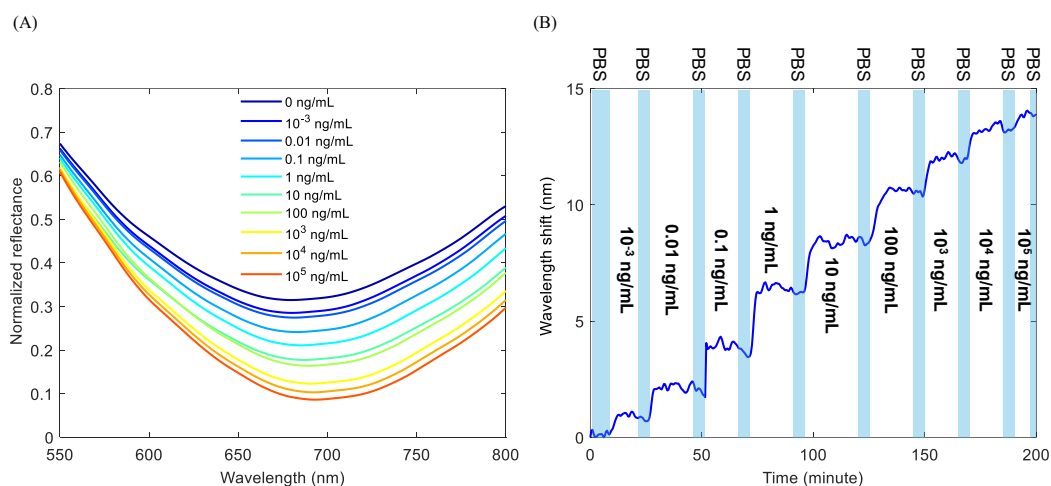 (A)
(B)
0.8
0.7
0.6
0.5
0.4
0.3
0.2
0.1
0
Normalized reflectance
550
600
650
700
750
800
Wavelength (nm)
0 ng/mL
10⁻³ ng/mL
0.01 ng/mL
0.1 ng/mL
1 ng/mL
10 ng/mL
100 ng/mL
10³ ng/mL
10⁴ ng/mL
10⁵ ng/mL
PBS
PBS
PBS
PBS
PBS
PBS
PBS
PBS
PBS
PBS
15
10
5
0
Wavelength shift (nm)
10⁻³ ng/mL
0.01 ng/mL
0.1 ng/mL
1 ng/mL
10 ng/mL
100 ng/mL
10³ ng/mL
10⁴ ng/mL
10⁵ ng/mL
0
50
100
150
200
Time (minute)